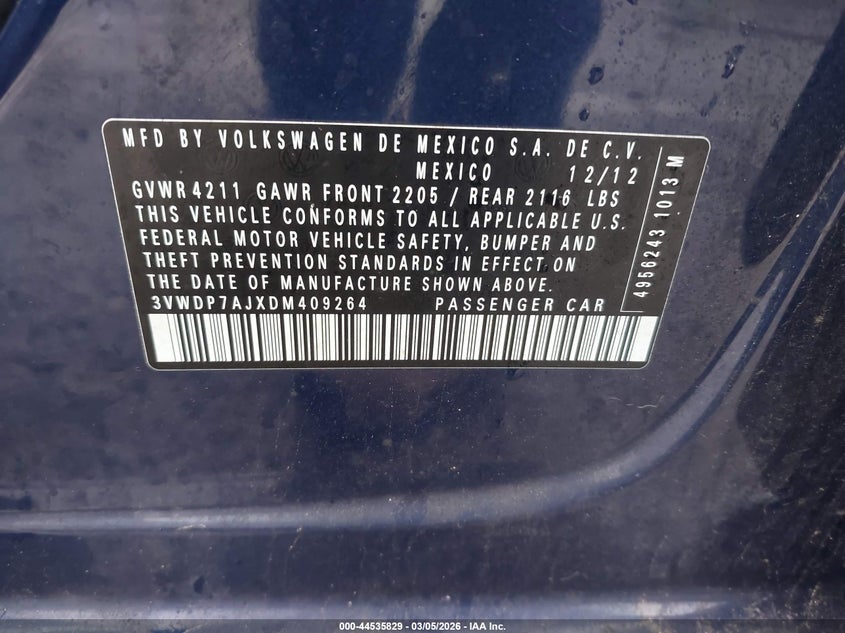 MFD BY VOLKSWAGEN DE MEXICO S.A. DE C.V.
MEXICO 12/12
GVWR 4211 GAWR FRONT 2205 / REAR 2116 LBS
THIS VEHICLE CONFORMS TO ALL APPLICABLE U.S.
FEDERAL MOTOR VEHICLE SAFETY, BUMPER AND
THEFT PREVENTION STANDARDS IN EFFECT ON
THE DATE OF MANUFACTURE SHOWN ABOVE.
3VWDP7AJXDM409264 PASSENGER CAR
4956243 1013 M
000-44535829 - 03/05/2026 - IAA Inc.